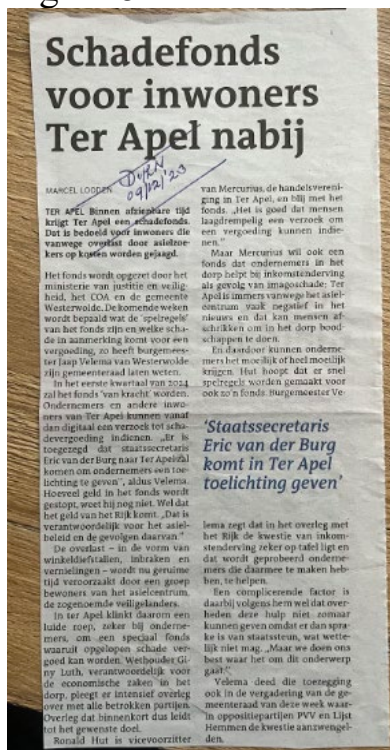 Schadefonds
voor inwoners
Ter Apel nabij
DVHN
09/12/'23
MARCEL LOODEN
TER APEL Binnen afzienbare tijd
krijgt Ter Apel een schadefonds.
Dat is bedoeld voor inwoners die
vanwege overlast door asielzoe-
kers op kosten worden gejaagd.
Het fonds wordt opgezet door het
ministerie van justitie en veilig-
heid, het COA en de gemeente
Westerwolde. De komende weken
wordt bepaald wat de 'spelregels'
van het fonds zijn en welke scha-
de in aanmerking komt voor een
vergoeding, zo heeft burgemees-
ter Jaap Velema van Westerwolde
zijn gemeenteraad laten weten.
In het eerste kwartaal van 2024
zal het fonds 'van kracht' worden.
Ondernemers en andere inwo-
ners van Ter Apel kunnen vanaf
dan digitaal een verzoek tot scha-
devergoeding indienen. „Er is
toegezegd dat staatssecretaris
Eric van der Burg naar Ter Apel zal
komen om ondernemers een toe-
lichting te geven", aldus Velema.
Hoeveel geld in het fonds wordt
gestopt, weet hij nog niet. Wel dat
het geld van het Rijk komt. „Dat is
verantwoordelijk voor het asiel-
beleid en de gevolgen daarvan."
De overlast – in de vorm van
winkeldiefstallen, inbraken en
vernielingen – wordt nu geruime
tijd veroorzaakt door een groep
bewoners van het asielcentrum,
de zogenoemde veiligelanders.
In Ter Apel klinkt daarom een
luide roep, zeker bij onderne-
mers, om een speciaal fonds
waaruit opgelopen schade ver-
goed kan worden. Wethouder Gi-
ny Luth, verantwoordelijk voor
de economische zaken in het
dorp, pleegt er intensief overleg
over met alle betrokken partijen.
Overleg dat binnenkort dus leidt
tot het gewenste doel.
Ronald Hut is vicevoorzitter
van Mercurius, de handelsvereni-
ging in Ter Apel, en blij met het
fonds. „Het is goed dat mensen
laagdrempelig een verzoek om
een vergoeding kunnen indie-
nen."
Maar Mercurius wil ook een
fonds dat ondernemers in het
dorp helpt bij inkomstenderving
als gevolg van imagoschade: Ter
Apel is immers vanwege het asiel-
centrum vaak negatief in het
nieuws en dat kan mensen af-
schrikken om in het dorp bood-
schappen te doen.
En daardoor kunnen onderne-
mers het moeilijk of heel moeilijk
krijgen. Hut hoopt dat er snel
spelregels worden gemaakt voor
ook zo'n fonds. Burgemeester Ve-
'Staatssecretaris
Eric van der Burg
komt in Ter Apel
toelichting geven'
lema zegt dat in het overleg met
het Rijk de kwestie van inkom-
stenderving zeker op tafel ligt en
dat wordt geprobeerd onderne-
mers die daarmee te maken heb-
ben, te helpen.
Een complicerende factor is
daarbij volgens hem wel dat over-
heden deze hulp niet zomaar
kunnen geven omdat er dan spra-
ke is van staatssteun, wat wette-
lijk niet mag. „Maar we doen ons
best waar het om dit onderwerp
gaat!"
Velema deed die toezegging
ook in de vergadering van de ge-
meenteraad van deze week waar-
in oppositiepartijen PVV en Lijst
Hemmen de kwestie aanzwengel-
den.